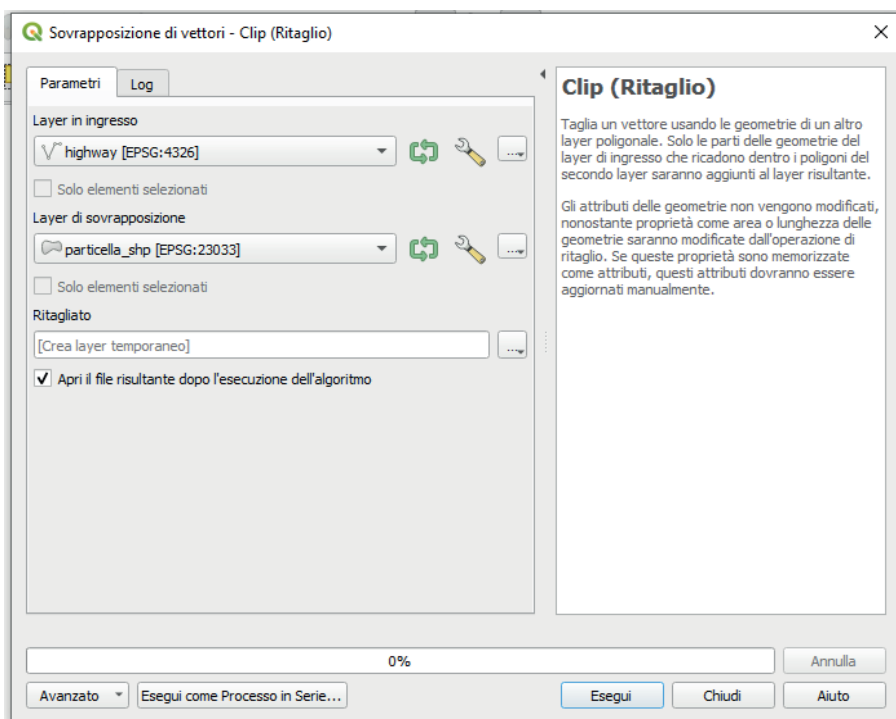 Sovrapposizione di vettori - Clip (Ritaglio)
Parametri
Log
Layer in ingresso
highway [EPSG:4326]
Solo elementi selezionati
Layer di sovrapposizione
particella_shp [EPSG:23033]
Solo elementi selezionati
Ritagliato
[Crea layer temporaneo]
Apri il file risultante dopo l'esecuzione dell'algoritmo
Clip (Ritaglio)
Taglia un vettore usando le geometrie di un altro
layer poligonale. Solo le parti delle geometrie del
layer di ingresso che ricadono dentro i poligoni del
secondo layer saranno aggiunti al layer risultante.
Gli attributi delle geometrie non vengono modificati,
nonostante proprietà come area o lunghezza delle
geometrie saranno modificate dall'operazione di
ritaglio. Se queste proprietà sono memorizzate
come attributi, questi attributi dovranno essere
aggiornati manualmente.
0%
Annulla
Avanzato
Esegui come Processo in Serie...
Esegui
Chiudi
Aiuto